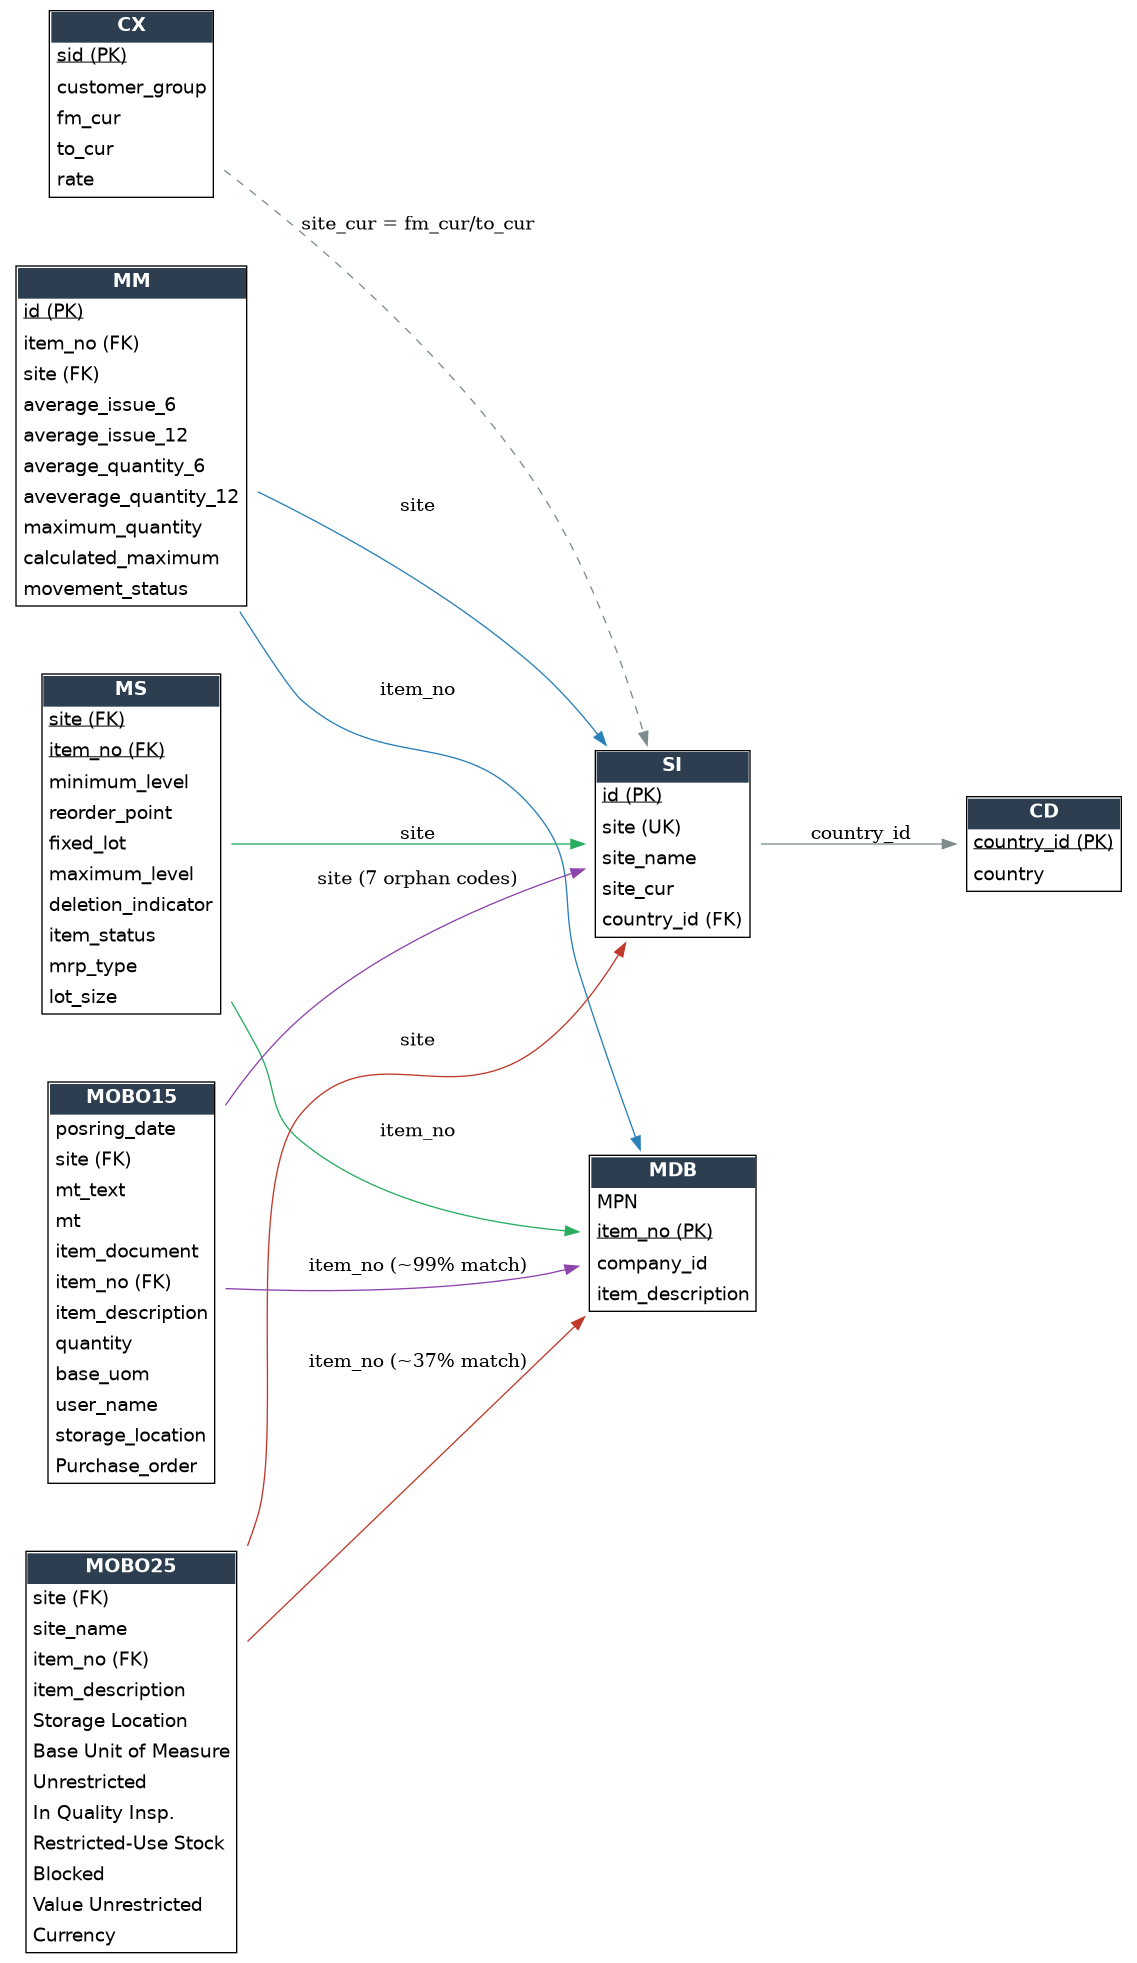 CX
sid (PK)
customer_group
fm_cur
to_cur
rate
site_cur = fm_cur/to_cur
MM
id (PK)
item_no (FK)
site (FK)
average_issue_6
average_issue_12
average_quantity_6
aveverage_quantity_12
maximum_quantity
calculated_maximum
movement_status
site
item_no
MS
site (FK)
item_no (FK)
minimum_level
reorder_point
fixed_lot
maximum_level
deletion_indicator
item_status
mrp_type
lot_size
site
site (7 orphan codes)
SI
id (PK)
site (UK)
site_name
site_cur
country_id (FK)
country_id
CD
country_id (PK)
country
site
item_no
MOBO15
posring_date
site (FK)
mt_text
mt
item_document
item_no (FK)
item_description
quantity
base_uom
user_name
storage_location
Purchase_order
item_no (~99% match)
item_no (~37% match)
MDB
MPN
item_no (PK)
company_id
item_description
MOBO25
site (FK)
site_name
item_no (FK)
item_description
Storage Location
Base Unit of Measure
Unrestricted
In Quality Insp.
Restricted-Use Stock
Blocked
Value Unrestricted
Currency